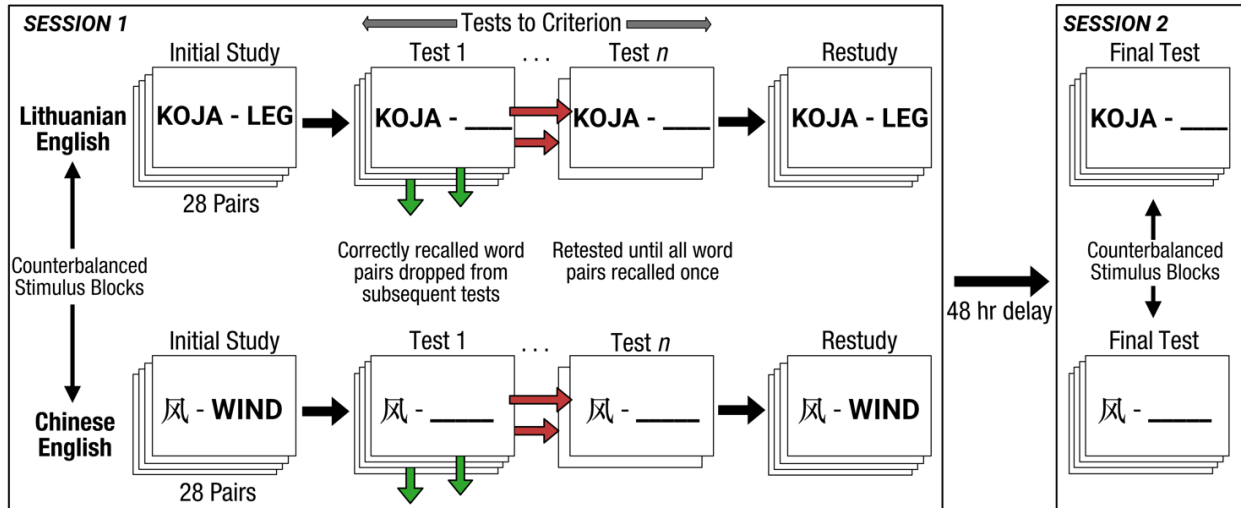 SESSION 1
Tests to Criterion
Initial Study
Test 1
. . .
Test n
Restudy
Lithuanian
English
KOJA - LEG
KOJA - ___
KOJA - ___
KOJA - LEG
28 Pairs
Counterbalanced
Stimulus Blocks
Correctly recalled word
pairs dropped from
subsequent tests
Retested until all word
pairs recalled once
Initial Study
Test 1
. . .
Test n
Restudy
Chinese
English
风 - WIND
风 - ____
风 - ____
风 - WIND
28 Pairs
48 hr delay
SESSION 2
Final Test
KOJA - ___
Counterbalanced
Stimulus Blocks
Final Test
风 - ____